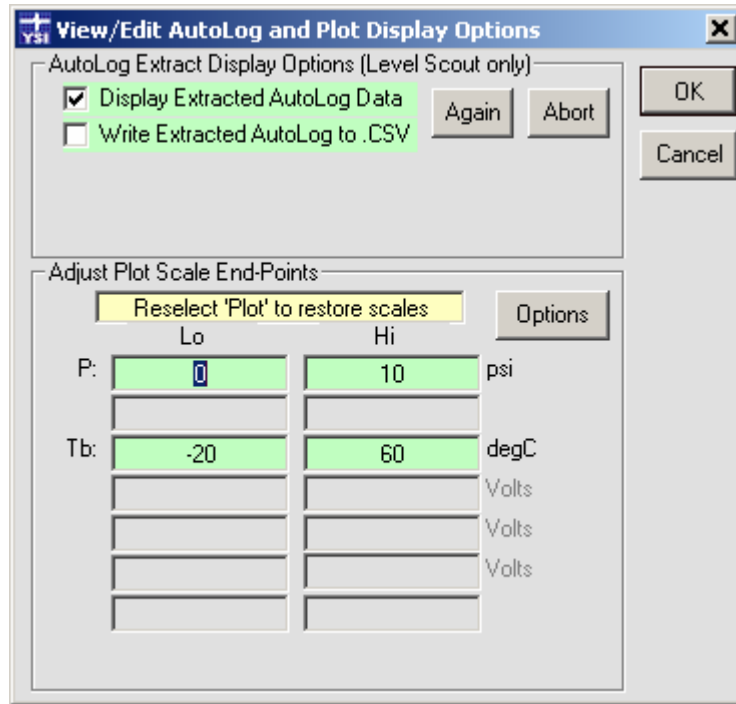 YSI View/Edit AutoLog and Plot Display Options
AutoLog Extract Display Options (Level Scout only)
Display Extracted AutoLog Data
Write Extracted AutoLog to .CSV
Again
Abort
OK
Cancel
Adjust Plot Scale End-Points
Reselect 'Plot' to restore scales
Options
Lo Hi
P: 0 10 psi
Tb: -20 60 degC
Volts
Volts
Volts